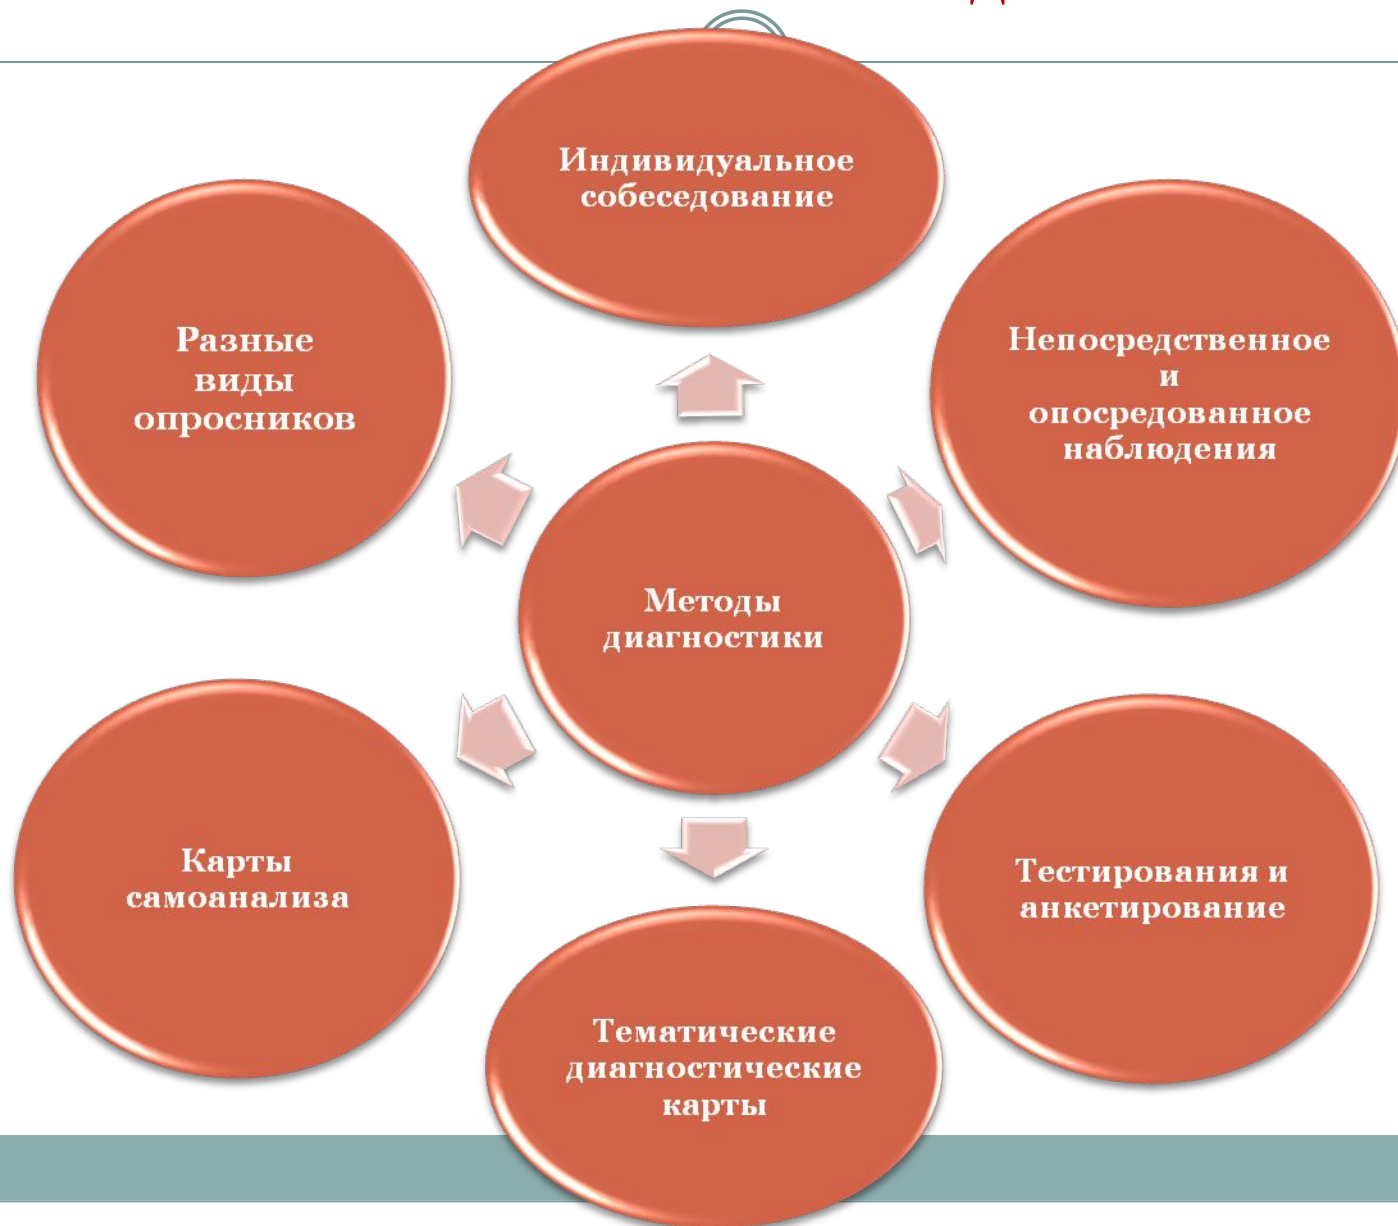 Индивидуальное
собеседование
Непосредственное
и
опосредованное
наблюдения
Тестирования и
анкетирование
Тематические
диагностические
карты
Карты
самоанализа
Разные
виды
опросников
Методы
диагностики